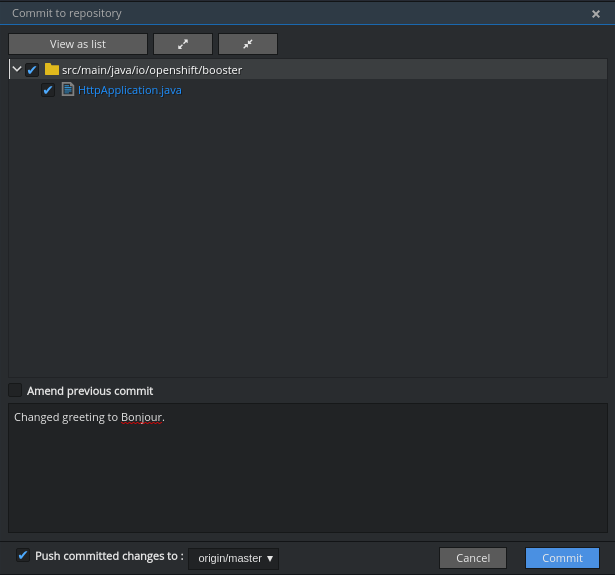 Commit to repository
View as list
src/main/java/io/openshift/booster
HttpApplication.java
Amend previous commit
Changed greeting to Bonjour.
Push committed changes to : origin/master
Cancel Commit